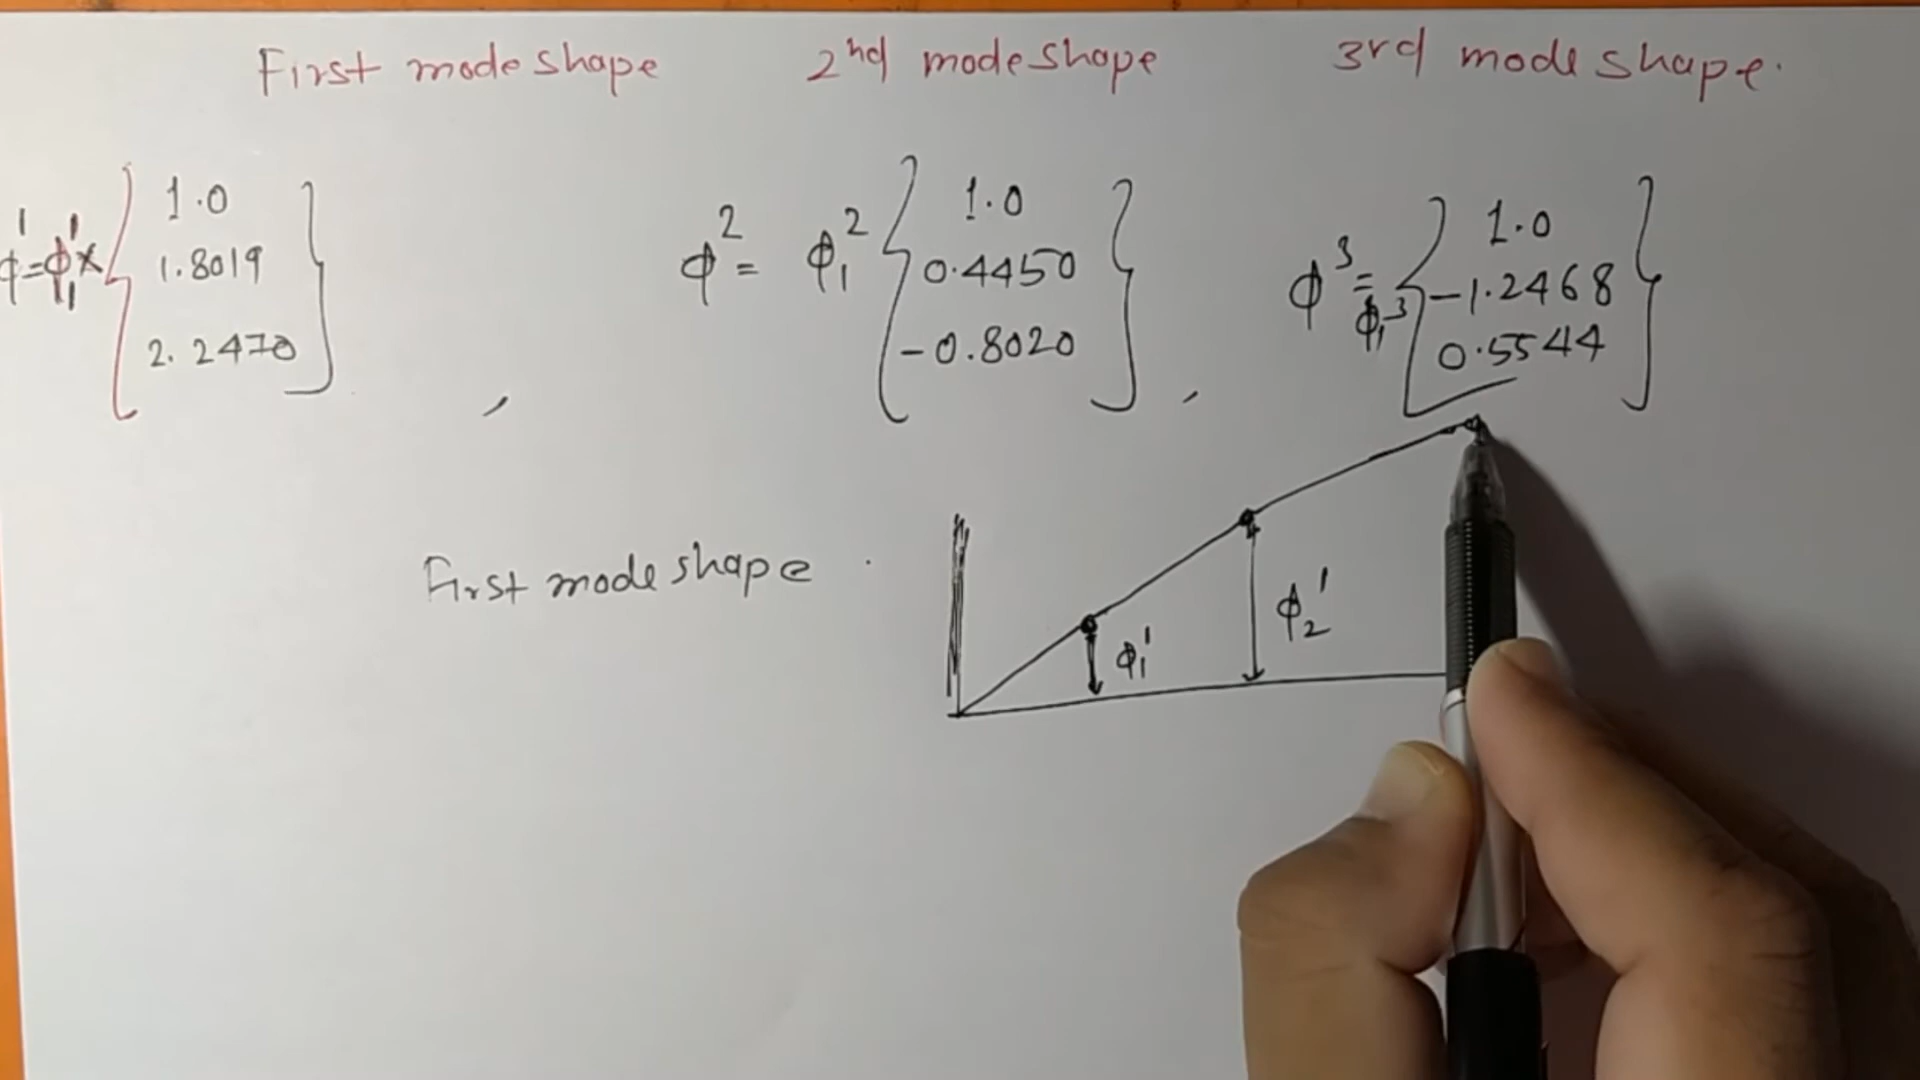 First mode shape 2nd mode shape 3rd mode shape.
ϕ¹ = ϕ₁¹ × { 1.0
1.8019
2.2470 } ,
ϕ² = ϕ₁² { 1.0
0.4450
-0.8020 } ,
ϕ³ = ϕ₁³ { 1.0
-1.2468
0.5544 }
First mode shape .
ϕ₁¹
ϕ₂¹